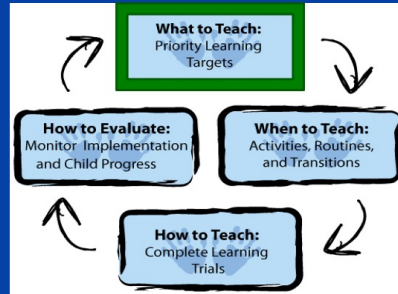 What to Teach:
Priority Learning
Targets
When to Teach:
Activities, Routines,
and Transitions
How to Teach:
Complete Learning
Trials
How to Evaluate:
Monitor Implementation
and Child Progress